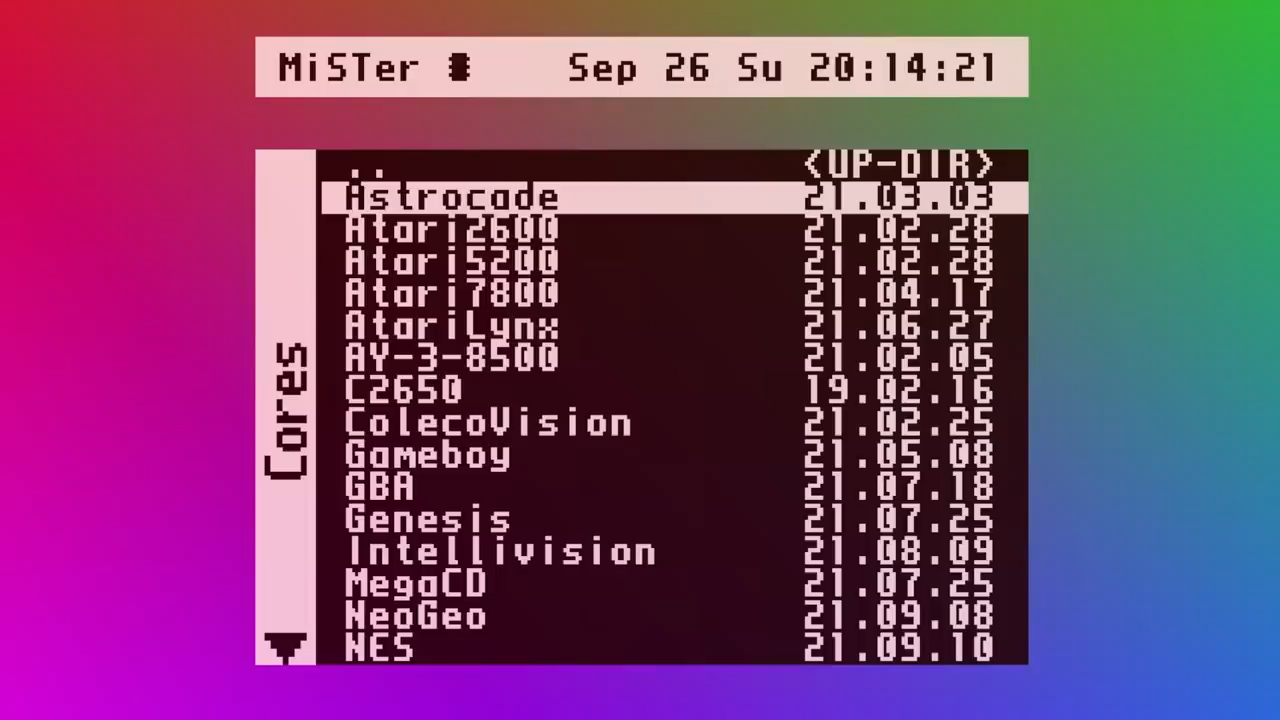 MiSTer Sep 26 Su 20:14:21
.. <UP-DIR>
Astrocade 21.03.03
Atari2600 21.02.28
Atari5200 21.02.28
Atari7800 21.04.17
AtariLynx 21.06.27
AY-3-8500 21.02.05
C2650 19.02.16
ColecoVision 21.02.25
Gameboy 21.05.08
GBA 21.07.18
Genesis 21.07.25
Intellivision 21.08.09
MegaCD 21.07.25
NeoGeo 21.09.08
NES 21.09.10
Cores